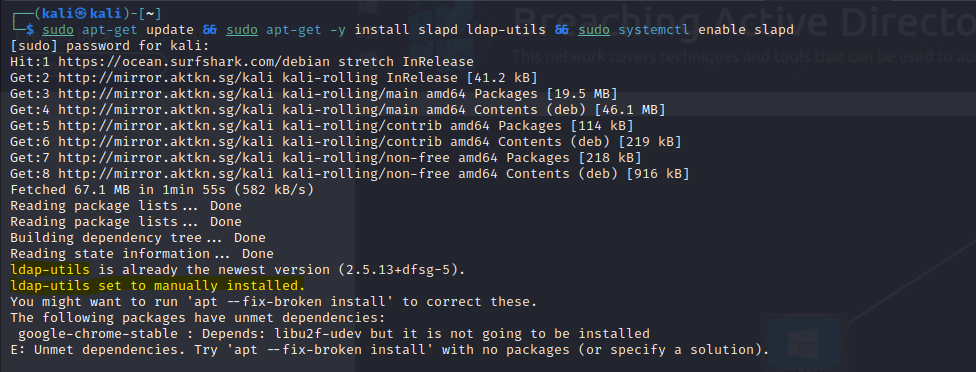 Breaching Active Directo
This network covers techniques and tools that can be used to ac
┌──(kali㉿kali)-[~]
└─$ sudo apt-get update && sudo apt-get -y install slapd ldap-utils && sudo systemctl enable slapd
[sudo] password for kali:
Hit:1 https://ocean.surfshark.com/debian stretch InRelease
Get:2 http://mirror.aktkn.sg/kali kali-rolling InRelease [41.2 kB]
Get:3 http://mirror.aktkn.sg/kali kali-rolling/main amd64 Packages [19.5 MB]
Get:4 http://mirror.aktkn.sg/kali kali-rolling/main amd64 Contents (deb) [46.1 MB]
Get:5 http://mirror.aktkn.sg/kali kali-rolling/contrib amd64 Packages [114 kB]
Get:6 http://mirror.aktkn.sg/kali kali-rolling/contrib amd64 Contents (deb) [219 kB]
Get:7 http://mirror.aktkn.sg/kali kali-rolling/non-free amd64 Packages [218 kB]
Get:8 http://mirror.aktkn.sg/kali kali-rolling/non-free amd64 Contents (deb) [916 kB]
Fetched 67.1 MB in 1min 55s (582 kB/s)
Reading package lists... Done
Reading package lists... Done
Building dependency tree... Done
Reading state information... Done
ldap-utils is already the newest version (2.5.13+dfsg-5).
ldap-utils set to manually installed.
You might want to run 'apt --fix-broken install' to correct these.
The following packages have unmet dependencies:
google-chrome-stable : Depends: libu2f-udev but it is not going to be installed
E: Unmet dependencies. Try 'apt --fix-broken install' with no packages (or specify a solution).